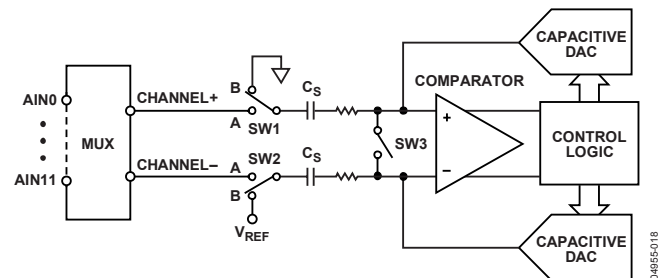 CAPACITIVE
DAC
B
COMPARATOR
AIN0
CHANNEL+
CS
A
SW1
+
MUX
SW3
CONTROL
LOGIC
CHANNEL–
A
SW2
CS
–
AIN11
B
VREF
CAPACITIVE
DAC
04955-018